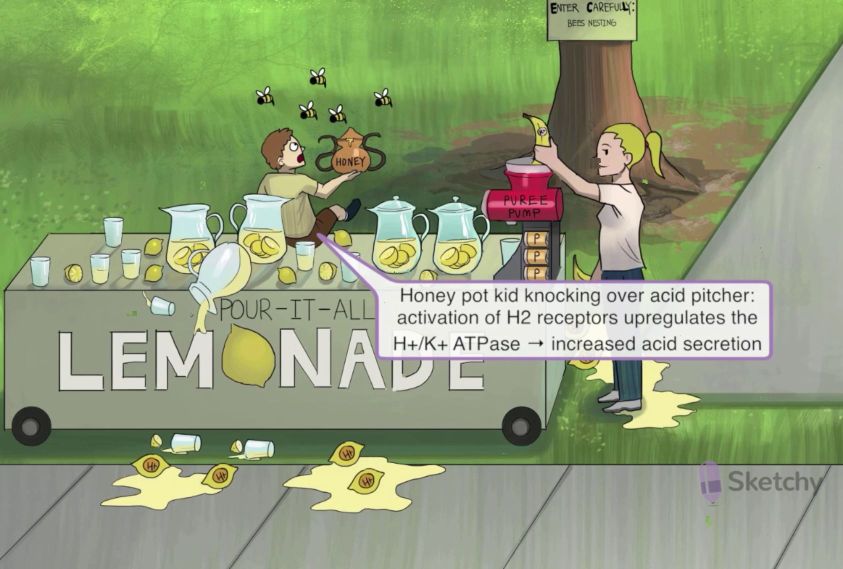 ENTER CAREFULLY:
BEES NESTING
HONEY
PUREE
PUMP
P
P
P
POUR-IT-ALL
LEMONADE
Honey pot kid knocking over acid pitcher:
activation of H2 receptors upregulates the
H+/K+ ATPase → increased acid secretion
H+
H+
H+
H+
Sketchy